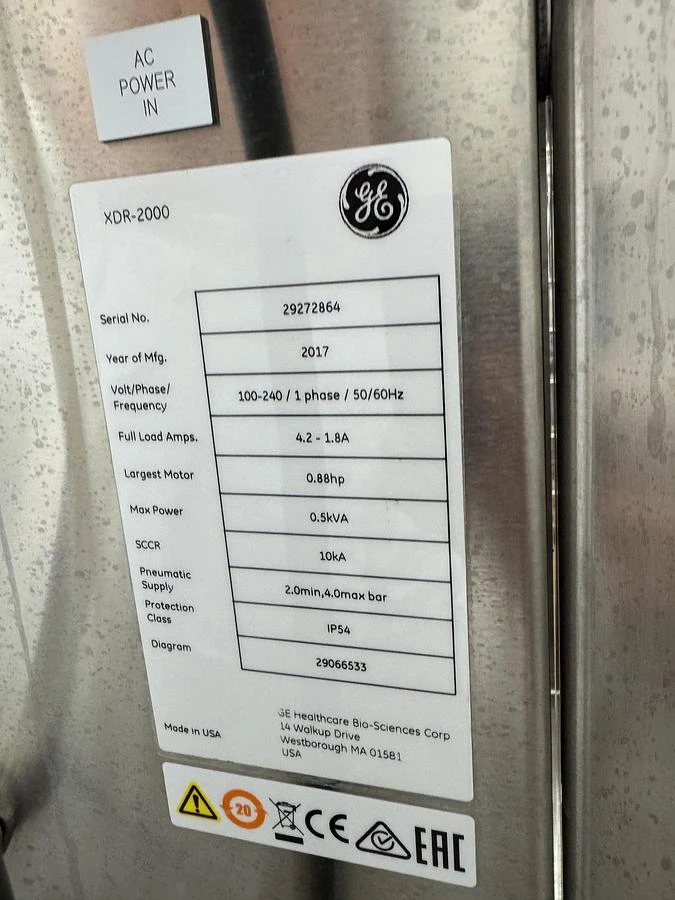 AC
POWER
IN
XDR-2000
GE
Serial No. 29272864
Year of Mfg. 2017
Volt/Phase/
Frequency 100-240 / 1 phase / 50/60Hz
Full Load Amps. 4.2 - 1.8A
Largest Motor 0.88hp
Max Power 0.5kVA
SCCR 10kA
Pneumatic
Supply 2.0min,4.0max bar
Protection
Class IP54
Diagram 29066533
Made in USA
GE Healthcare Bio-Sciences Corp
14 Walkup Drive
Westborough MA 01581
USA
20 CE EAC